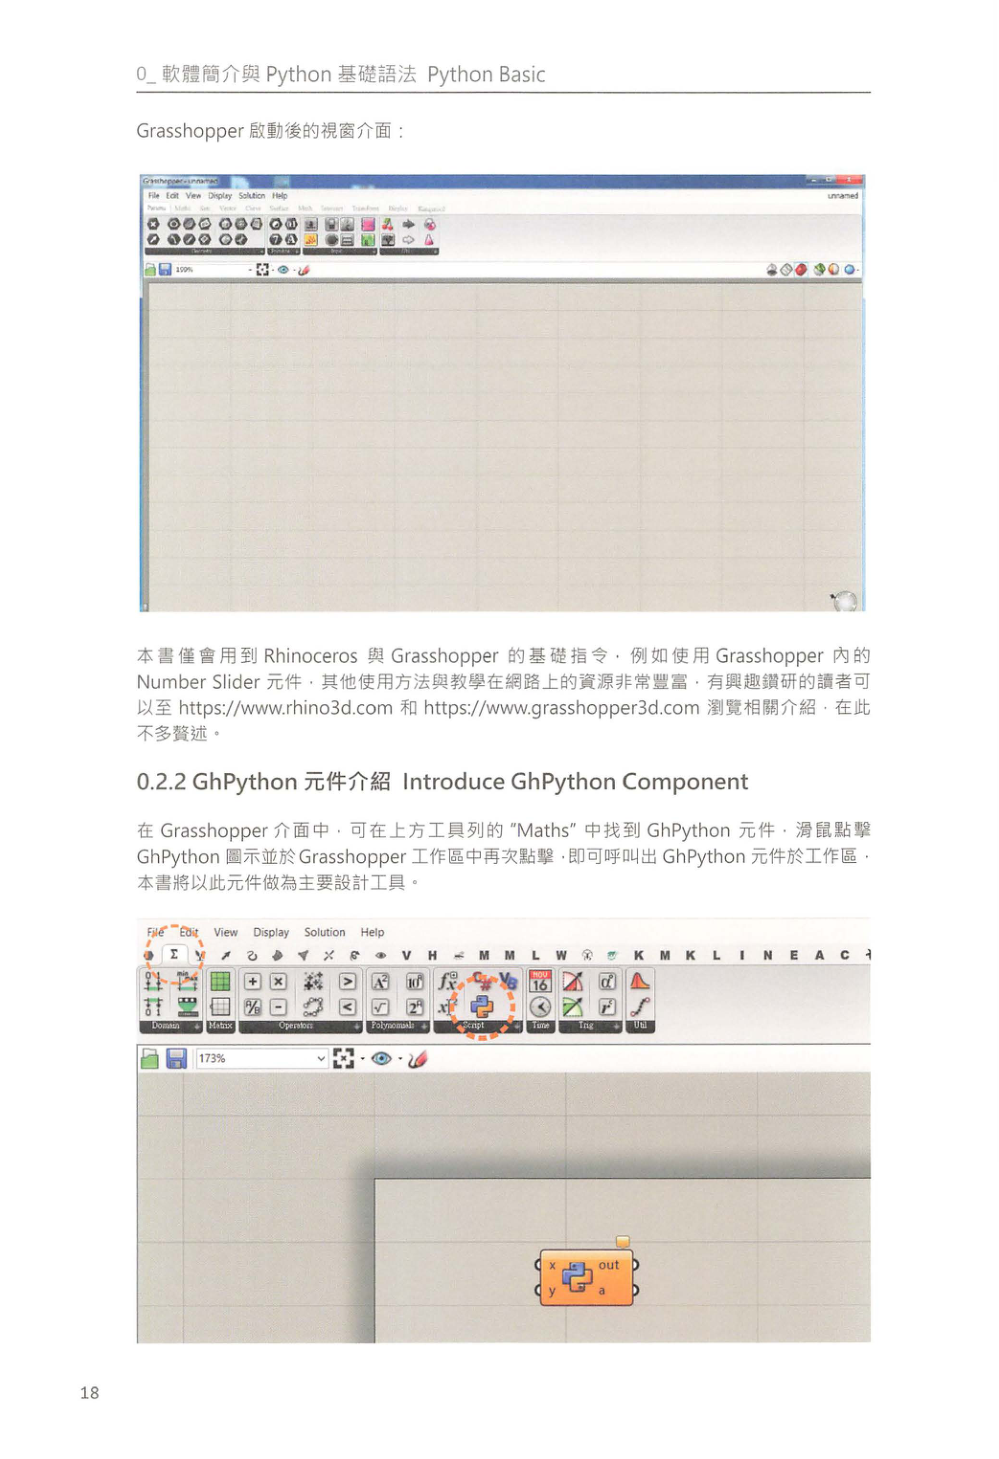 0_ 軟體簡介與 Python 基礎語法 Python Basic
Grasshopper 啟動後的視窗介面：
Grasshopper - unnamed
File Edit View Display Solution Help
unnamed
199%
本書僅會用到 Rhinoceros 與 Grasshopper 的基礎指令，例如使用 Grasshopper 內的
Number Slider 元件，其他使用方法與教學在網路上的資源非常豐富，有興趣鑽研的讀者可
以至 https://www.rhino3d.com 和 https://www.grasshopper3d.com 瀏覽相關介紹，在此
不多贅述。
0.2.2 GhPython 元件介紹 Introduce GhPython Component
在 Grasshopper 介面中，可在上方工具列的 “Maths” 中找到 GhPython 元件，滑鼠點擊
GhPython 圖示並於 Grasshopper 工作區中再次點擊，即可呼叫出 GhPython 元件於工作區，
本書將以此元件做為主要設計工具。
File Edit View Display Solution Help
Σ V H M M L W K M K L I N E A C
Domain Matrix Operators Polynomials Script Time Trig Util
173%
x out
y a
18